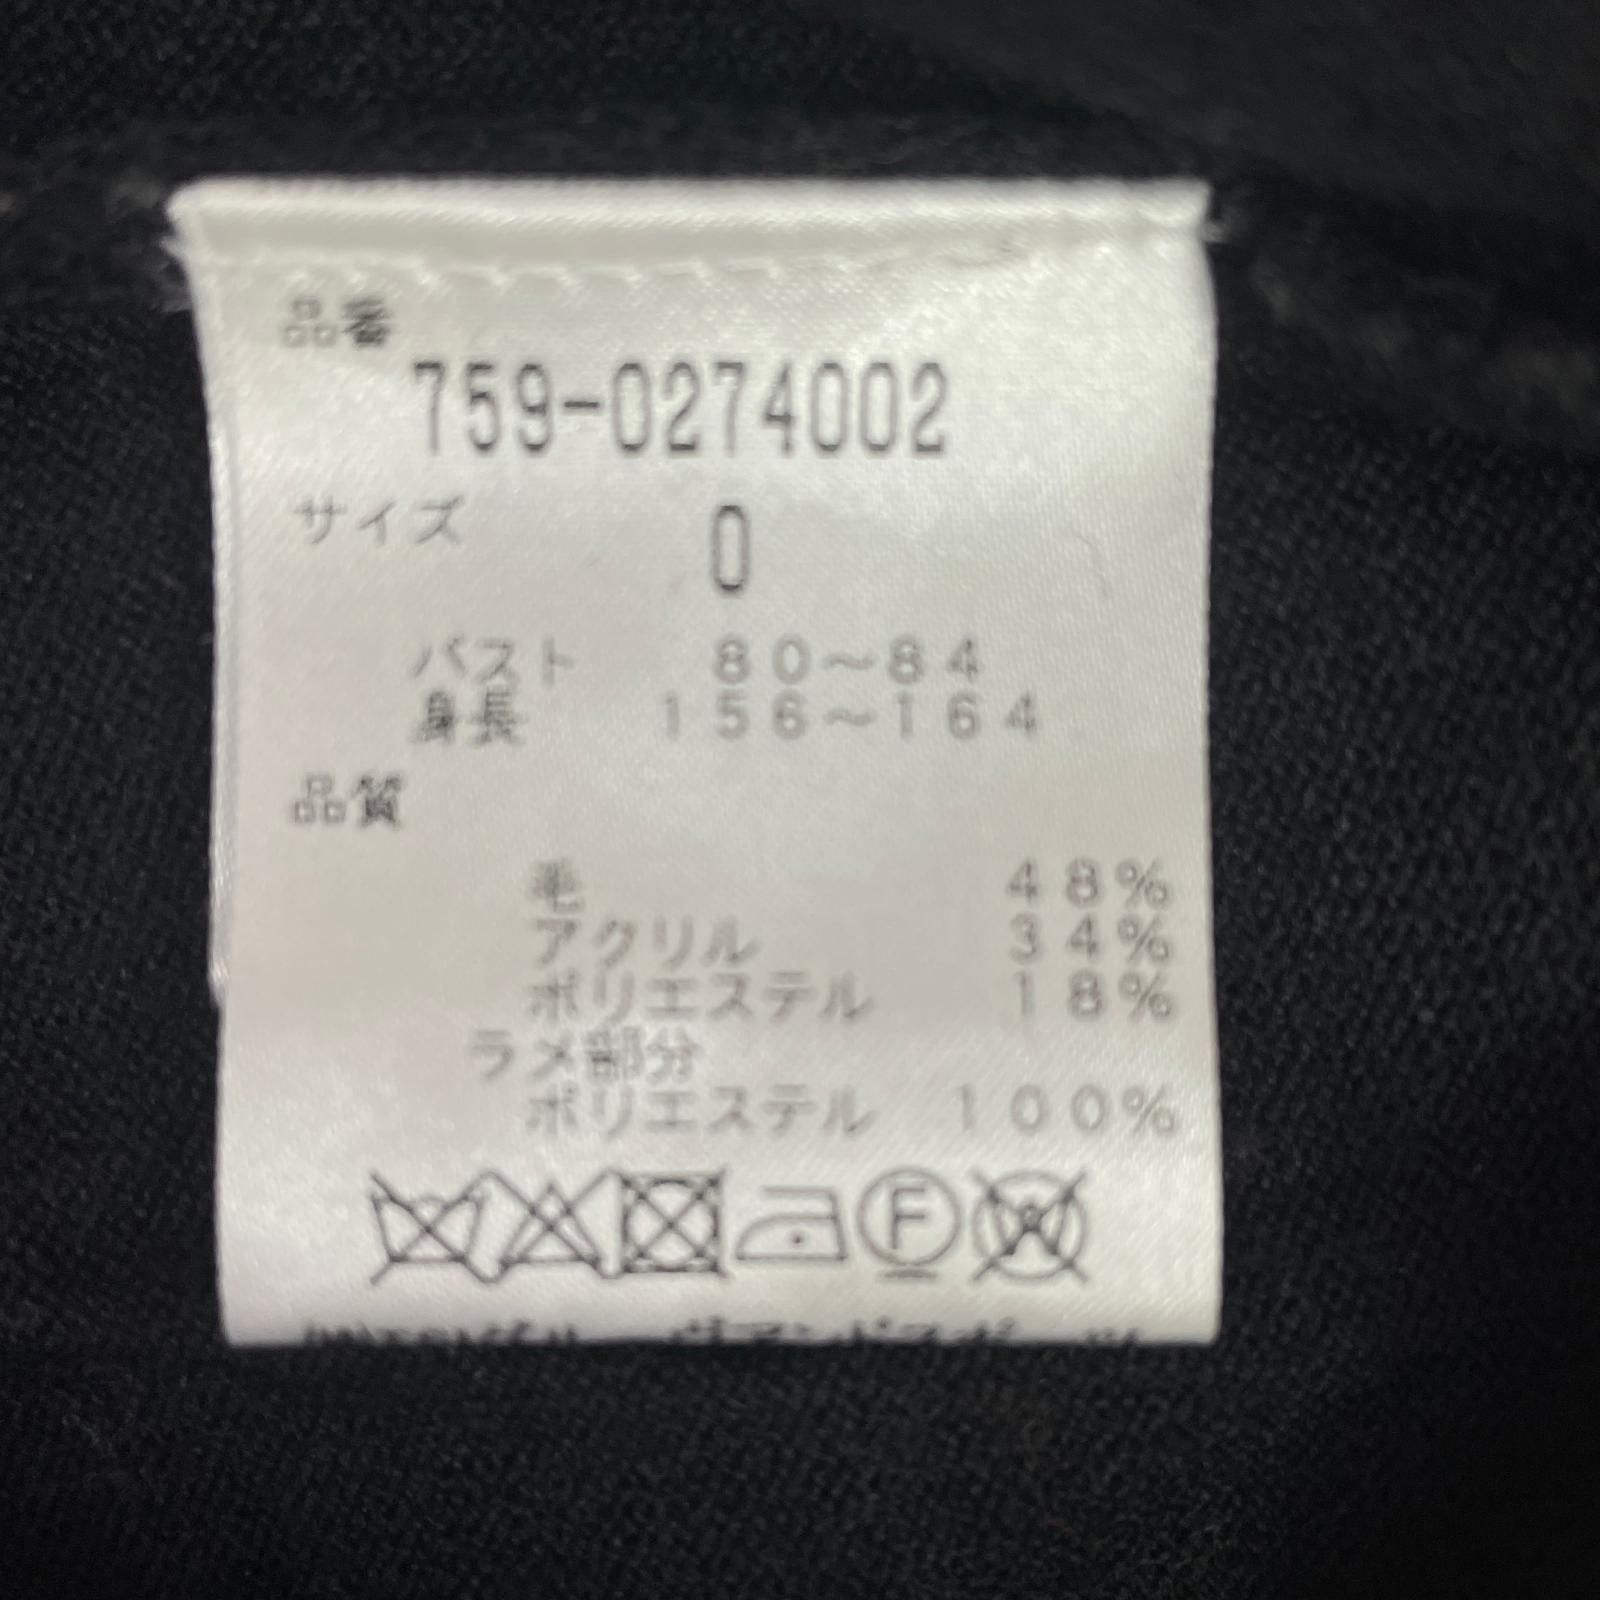 品番
759-0274002
サイズ 0
バスト 80～84
身長 156～164
品質
毛 48%
アクリル 34%
ポリエステル 18%
ラメ部分
ポリエステル 100%
F
W